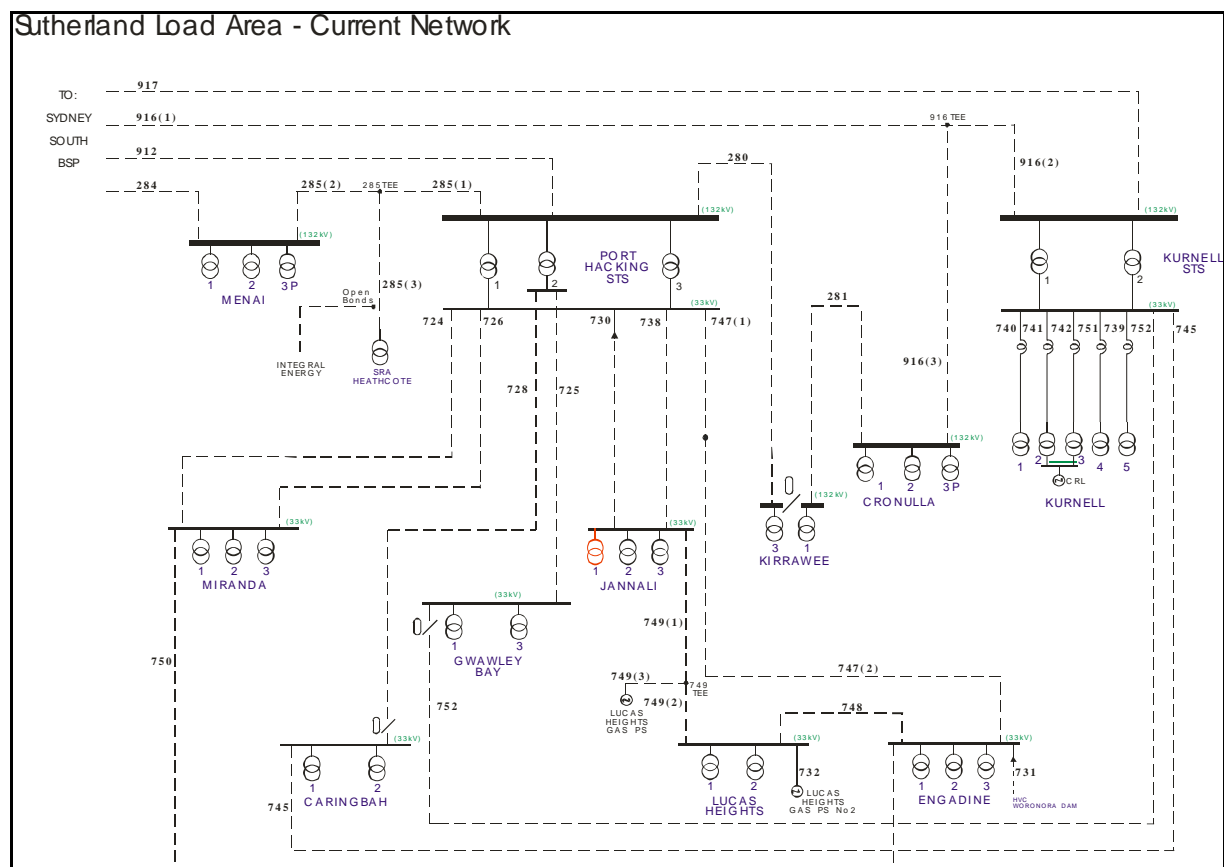 Sutherland Load Area - Current Network
TO:
SYDNEY
SOUTH
BSP
917
916(1)
916 TEE
912
280
916(2)
284
285(2)
285 TEE
285(1)
(132kV)
(132kV)
(132kV)
PORT
HACKING
STS
KURNELL
STS
1
2
3P
MENAI
1
2
3
1
2
285(3)
Open
Bonds
281
(33kV)
(33kV)
724
726
730
738
747(1)
740
741
742
751
739
752
745
INTEGRAL
ENERGY
SRA
HEATHCOTE
728
725
916(3)
(132kV)
1
2
3P
CRONULLA
1
2
3
4
5
CRL
KURNELL
(132kV)
3
1
KIRRAWEE
(33kV)
1
2
3
MIRANDA
(33kV)
1
2
3
JANNALI
(33kV)
1
3
GWAWLEY
BAY
749(1)
750
752
749(3)
749
TEE
749(2)
LUCAS
HEIGHTS
GAS PS
747(2)
748
(33kV)
1
2
CARINGBAH
745
(33kV)
1
2
LUCAS
HEIGHTS
732
LUCAS
HEIGHTS
GAS PS No2
(33kV)
1
2
3
ENGADINE
731
HVC
WORONORA DAM